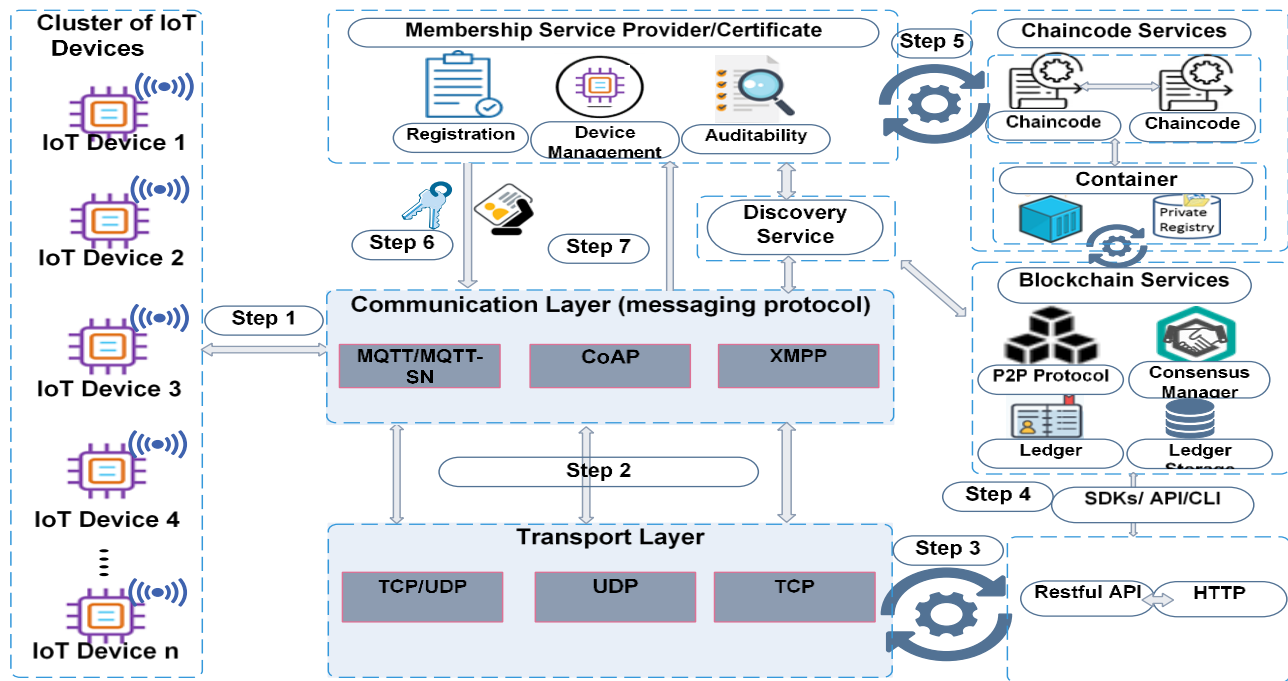 Cluster of IoT
Devices
IoT Device 1
IoT Device 2
IoT Device 3
IoT Device 4
IoT Device n
Step 1
Membership Service Provider/Certificate
Registration
Device
Management
Auditability
Step 5
Step 6
Step 7
Discovery
Service
Communication Layer (messaging protocol)
MQTT/MQTT-
SN
CoAP
XMPP
Step 2
Transport Layer
TCP/UDP
UDP
TCP
Step 3
Chaincode Services
Chaincode
Chaincode
Container
Private
Registry
Blockchain Services
P2P Protocol
Consensus
Manager
Ledger
Ledger
Storage
Step 4
SDKs/ API/CLI
Restful API
HTTP